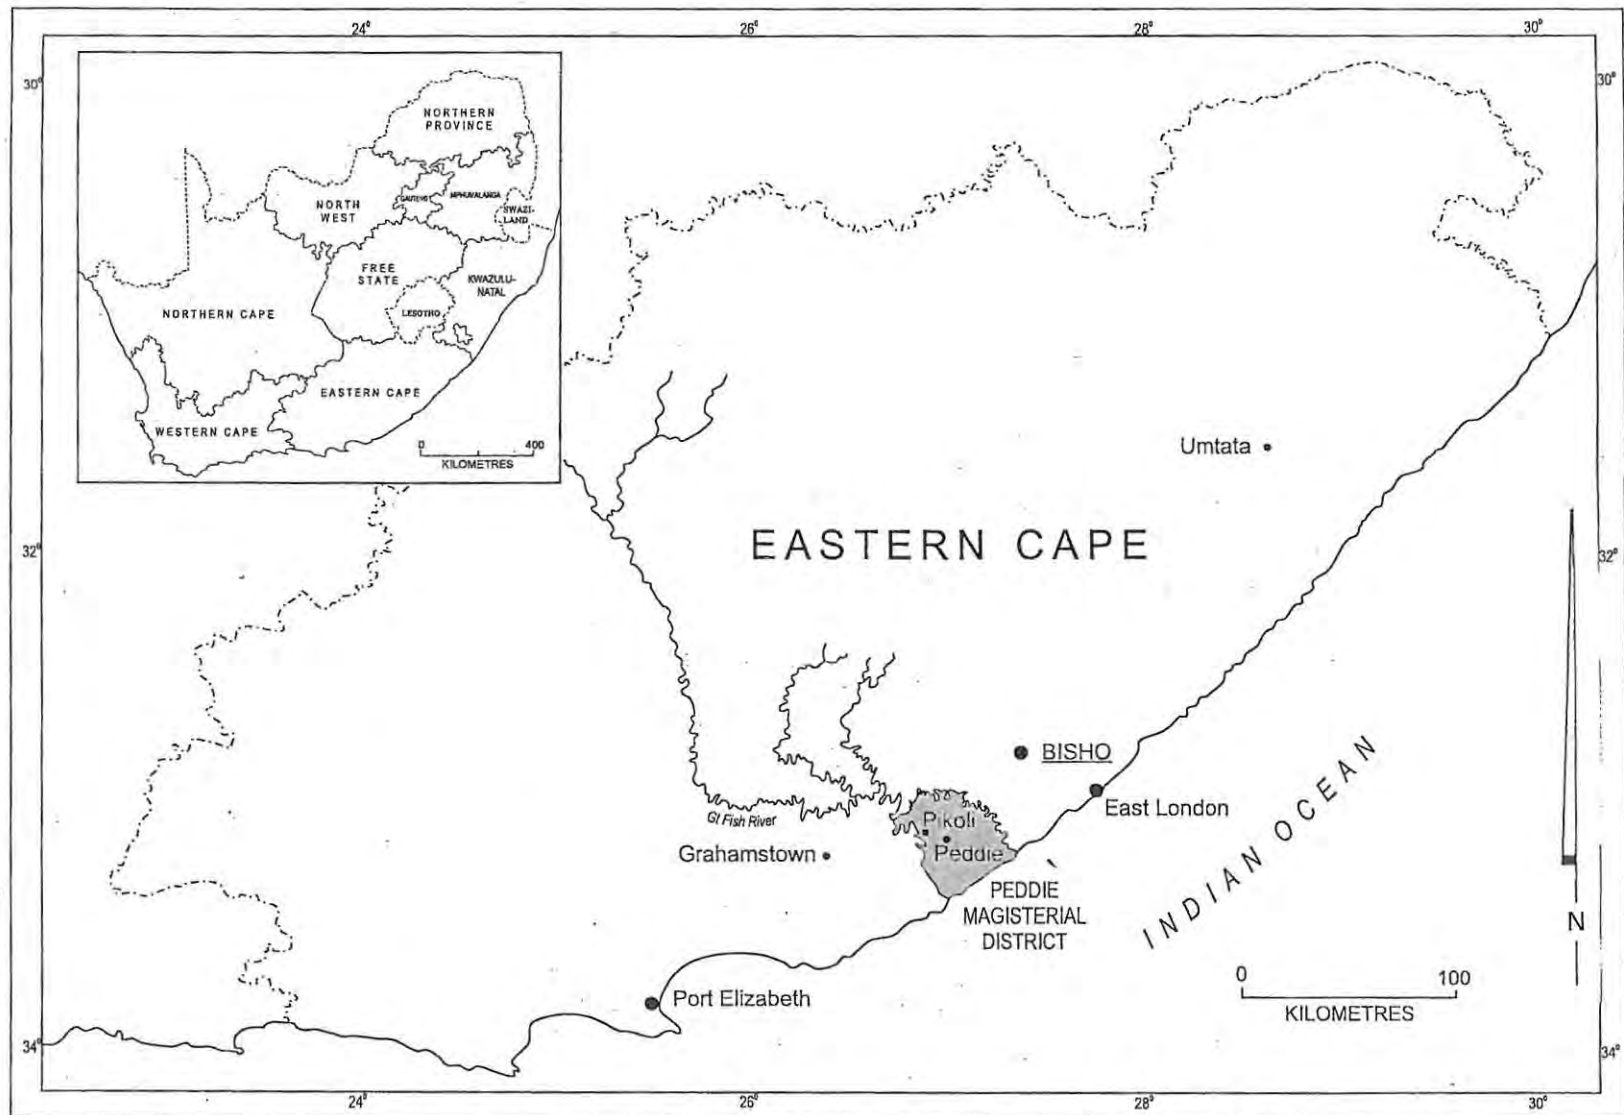 24°
26°
28°
30°
30°
30°
NORTHERN
PROVINCE
NORTH
WEST
GAUTENG
MPHUVALANGA
SWAZI-
LAND
FREE
STATE
KWAZULU-
NATAL
LESOTHO
NORTHERN CAPE
EASTERN CAPE
WESTERN CAPE
0 400
KILOMETRES
Umtata
EASTERN CAPE
32°
32°
BISHO
East London
Gt Fish River
Pikoli
Grahamstown
Peddie
PEDDIE
MAGISTERIAL
DISTRICT
INDIAN OCEAN
N
0 100
KILOMETRES
Port Elizabeth
34°
34°
24°
26°
28°
30°